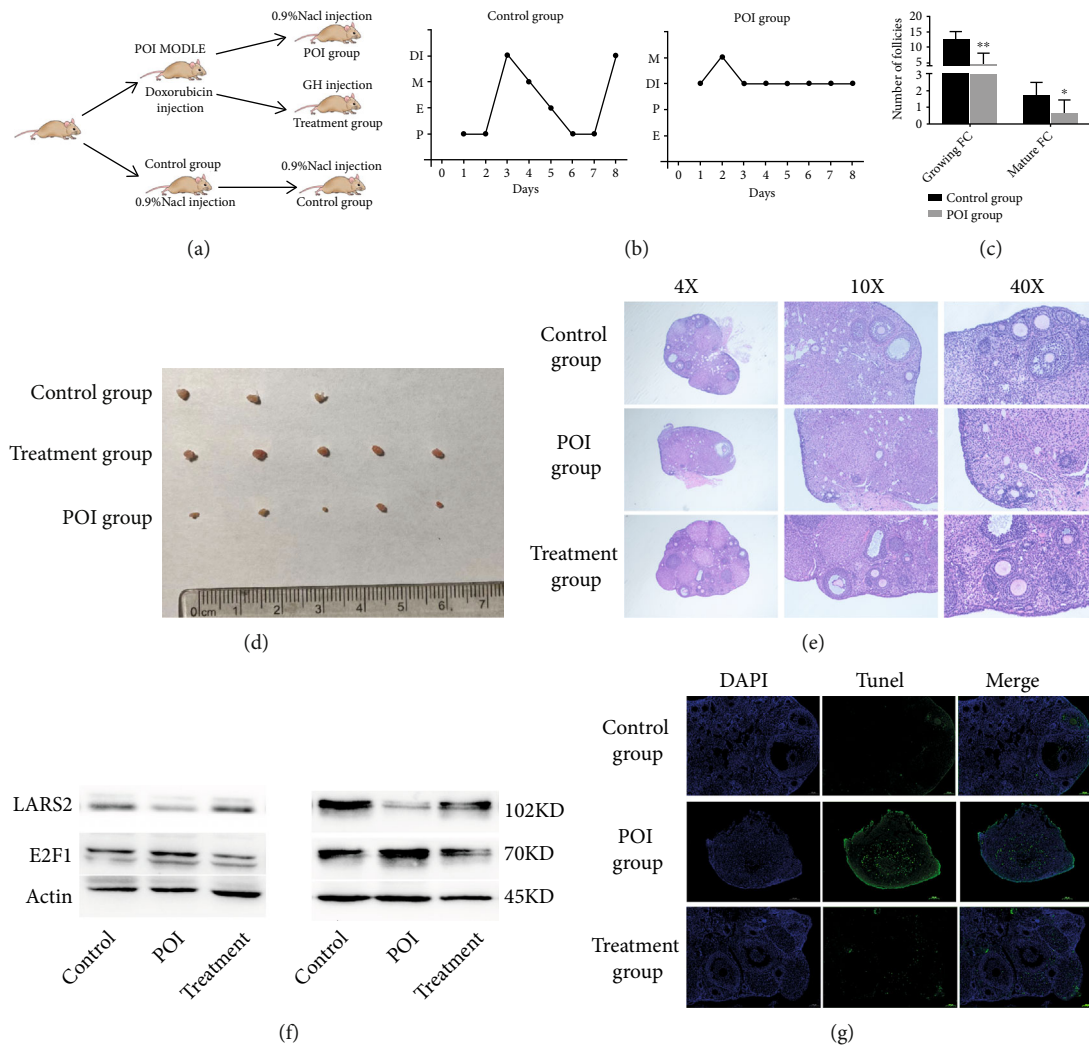 0.9%Nacl injection
POI MODLE
POI group
GH injection
Doxorubicin
injection
Treatment group
Control group
0.9%Nacl injection
0.9%Nacl injection
Control group
(a)
Control group
DI
M
E
P
0 1 2 3 4 5 6 7 8
Days
POI group
M
DI
P
E
0 1 2 3 4 5 6 7 8
Days
(b)
Number of follicies
20
15
10
5
3
2
1
0
**
*
Growing FC
Mature FC
Control group
POI group
(c)
Control group
Treatment group
POI group
0 cm 1 2 3 4 5 6 7
(d)
4X 10X 40X
Control
group
POI
group
Treatment
group
(e)
LARS2
102KD
E2F1
70KD
Actin
45KD
Control POI Treatment
Control POI Treatment
(f)
DAPI Tunel Merge
Control
group
POI
group
Treatment
group
(g)